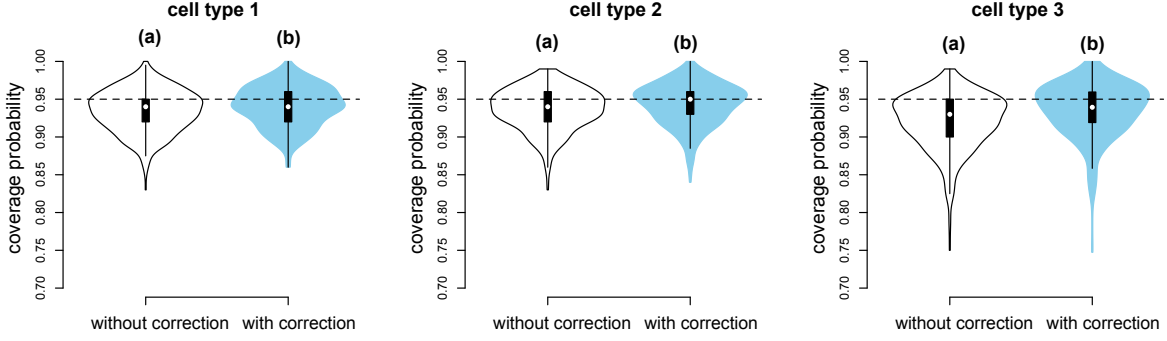 cell type 1
(a)
(b)
coverage probability
1.00
0.95
0.90
0.85
0.80
0.75
0.70
without correction
with correction
cell type 2
(a)
(b)
coverage probability
1.00
0.95
0.90
0.85
0.80
0.75
0.70
without correction
with correction
cell type 3
(a)
(b)
coverage probability
1.00
0.95
0.90
0.85
0.80
0.75
0.70
without correction
with correction